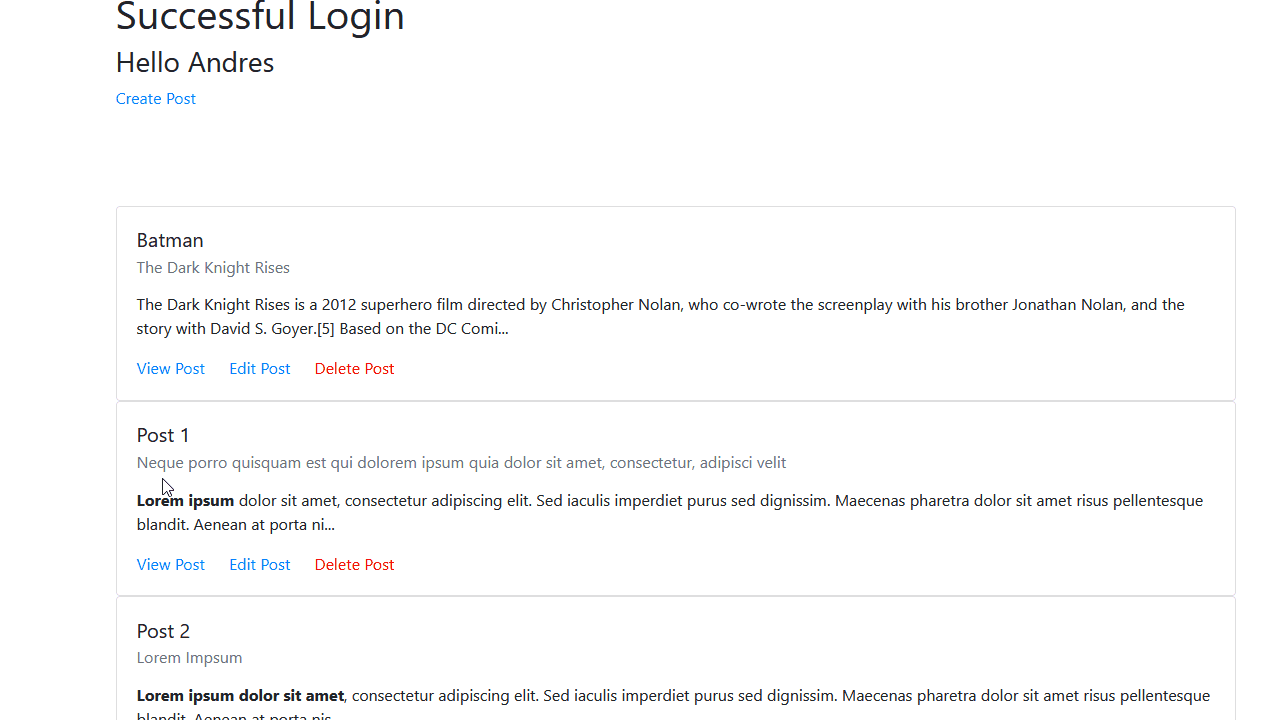 Successful Login
Hello Andres
Create Post
Batman
The Dark Knight Rises
The Dark Knight Rises is a 2012 superhero film directed by Christopher Nolan, who co-wrote the screenplay with his brother Jonathan Nolan, and the
story with David S. Goyer.[5] Based on the DC Comi...
View Post Edit Post Delete Post
Post 1
Neque porro quisquam est qui dolorem ipsum quia dolor sit amet, consectetur, adipisci velit
Lorem ipsum dolor sit amet, consectetur adipiscing elit. Sed iaculis imperdiet purus sed dignissim. Maecenas pharetra dolor sit amet risus pellentesque
blandit. Aenean at porta ni...
View Post Edit Post Delete Post
Post 2
Lorem Impsum
Lorem ipsum dolor sit amet, consectetur adipiscing elit. Sed iaculis imperdiet purus sed dignissim. Maecenas pharetra dolor sit amet risus pellentesque
blandit. Aenean at porta nis...